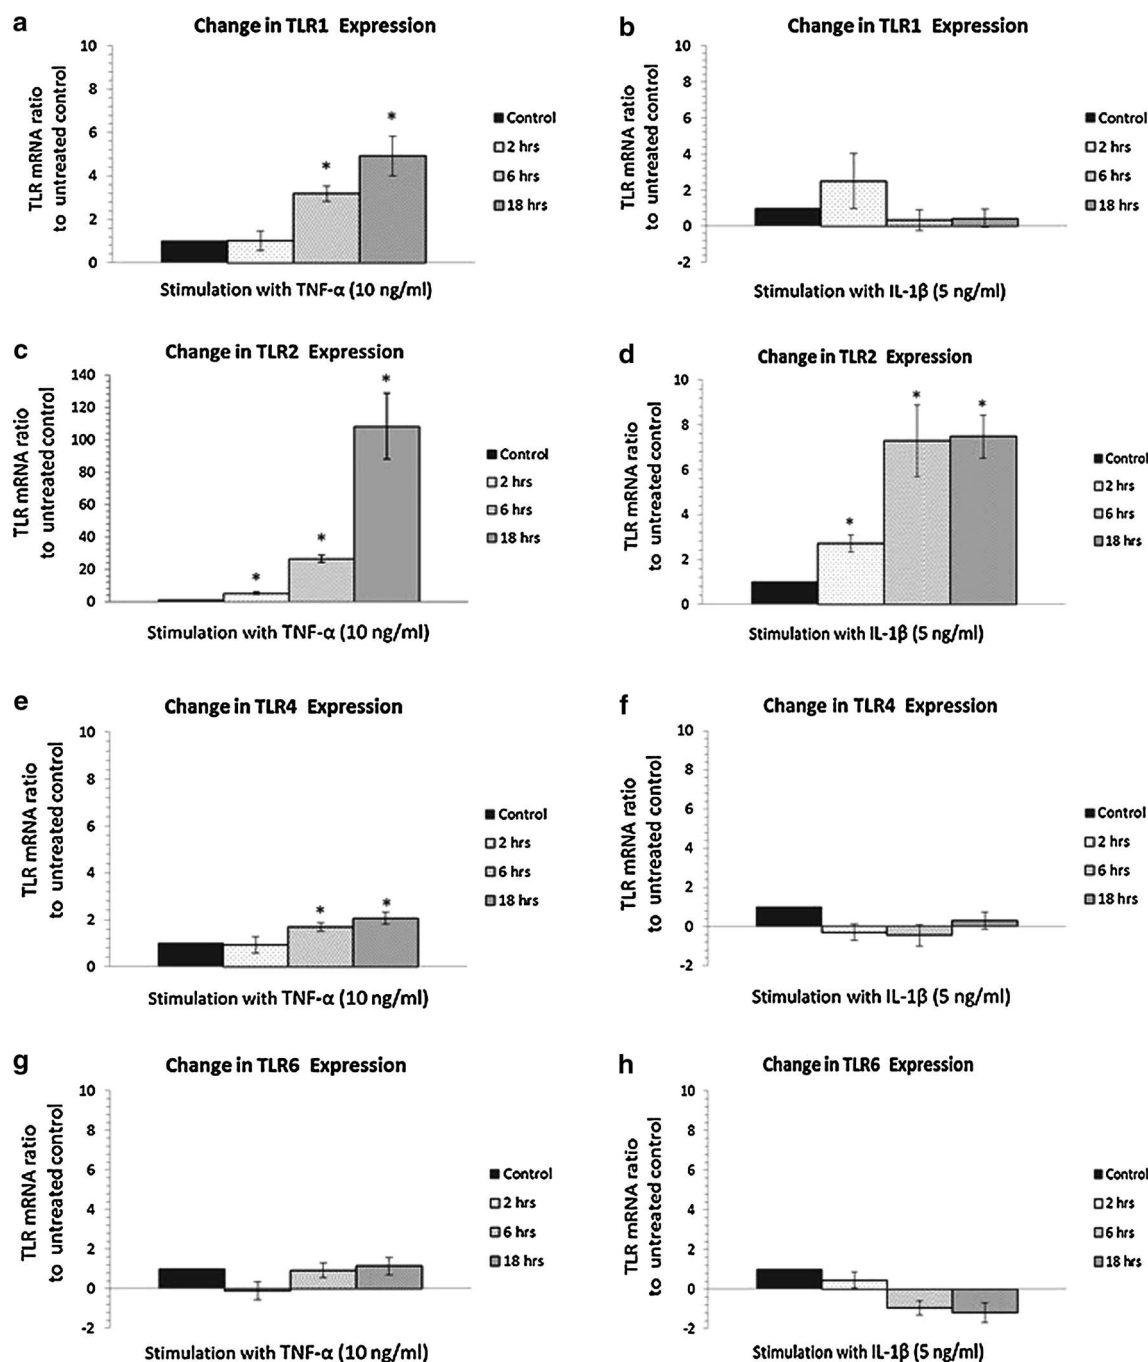 a
Change in TLR1 Expression
TLR mRNA ratio
to untreated control
10
8
6
4
2
0
*
*
Control
2 hrs
6 hrs
18 hrs
Stimulation with TNF-α (10 ng/ml)
b
Change in TLR1 Expression
TLR mRNA ratio
to untreated control
10
8
6
4
2
0
-2
Control
2 hrs
6 hrs
18 hrs
Stimulation with IL-1β (5 ng/ml)
c
Change in TLR2 Expression
TLR mRNA ratio
to untreated control
140
120
100
80
60
40
20
0
*
*
*
Control
2 hrs
6 hrs
18 hrs
Stimulation with TNF-α (10 ng/ml)
d
Change in TLR2 Expression
TLR mRNA ratio
to untreated control
10
8
6
4
2
0
*
*
*
Control
2 hrs
6 hrs
18 hrs
Stimulation with IL-1β (5 ng/ml)
e
Change in TLR4 Expression
TLR mRNA ratio
to untreated control
10
8
6
4
2
0
*
*
Control
2 hrs
6 hrs
18 hrs
Stimulation with TNF-α (10 ng/ml)
f
Change in TLR4 Expression
TLR mRNA ratio
to untreated control
10
8
6
4
2
0
-2
Control
2 hrs
6 hrs
18 hrs
Stimulation with IL-1β (5 ng/ml)
g
Change in TLR6 Expression
TLR mRNA ratio
to untreated control
10
8
6
4
2
0
-2
Control
2 hrs
6 hrs
18 hrs
Stimulation with TNF-α (10 ng/ml)
h
Change in TLR6 Expression
TLR mRNA ratio
to untreated control
10
8
6
4
2
0
-2
Control
2 hrs
6 hrs
18 hrs
Stimulation with IL-1β (5 ng/ml)